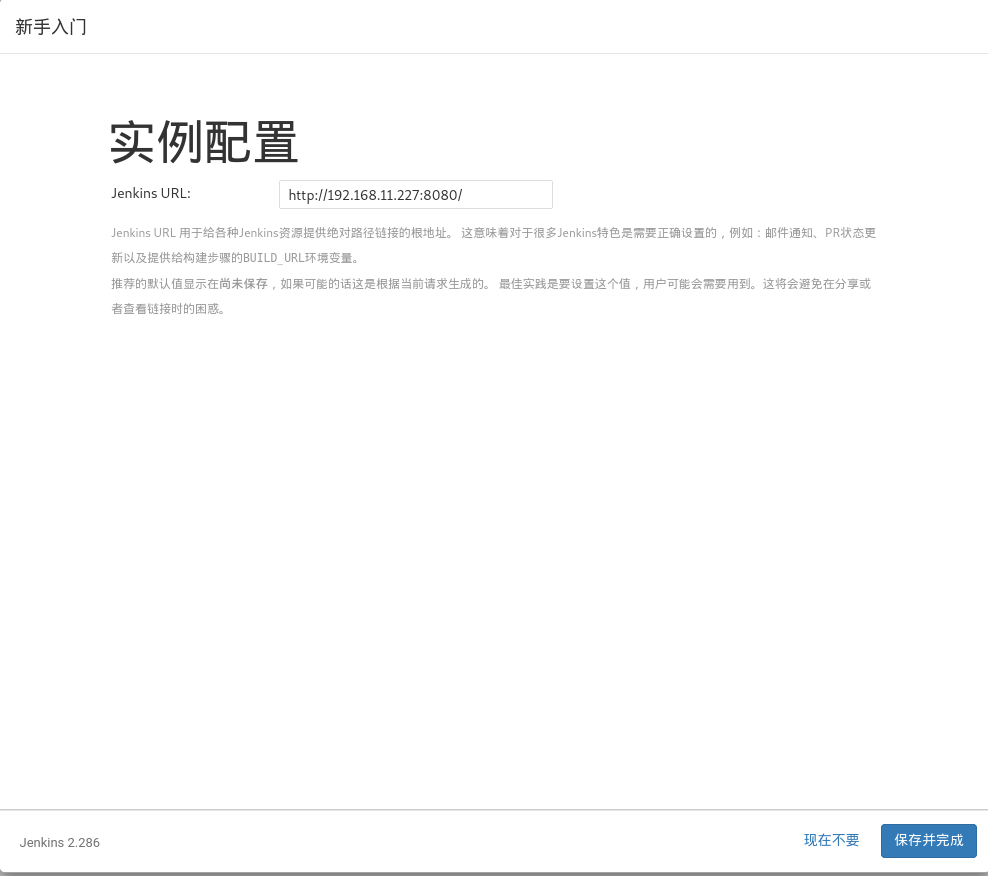 新手入门
实例配置
Jenkins URL:
http://192.168.11.227:8080/
Jenkins URL 用于给各种Jenkins资源提供绝对路径链接的根地址。 这意味着对于很多Jenkins特色是需要正确设置的，例如：邮件通知、PR状态更
新以及提供给构建步骤的BUILD_URL环境变量。
推荐的默认值显示在尚未保存，如果可能的话这是根据当前请求生成的。 最佳实践是要设置这个值，用户可能会需要用到。这将会避免在分享或
者查看链接时的困惑。
Jenkins 2.286
现在不要
保存并完成